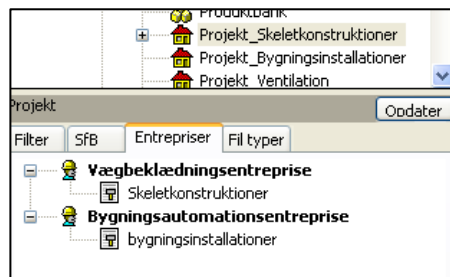 Produktbank
Projekt_Skeletkonstruktioner
Projekt_Bygningsinstallationer
Projekt_Ventilation
Projekt
Opdater
Filter SfB Entrepriser Fil typer
Vægbeklædningsentreprise
Skeletkonstruktioner
Bygningsautomationsentreprise
bygningsinstallationer